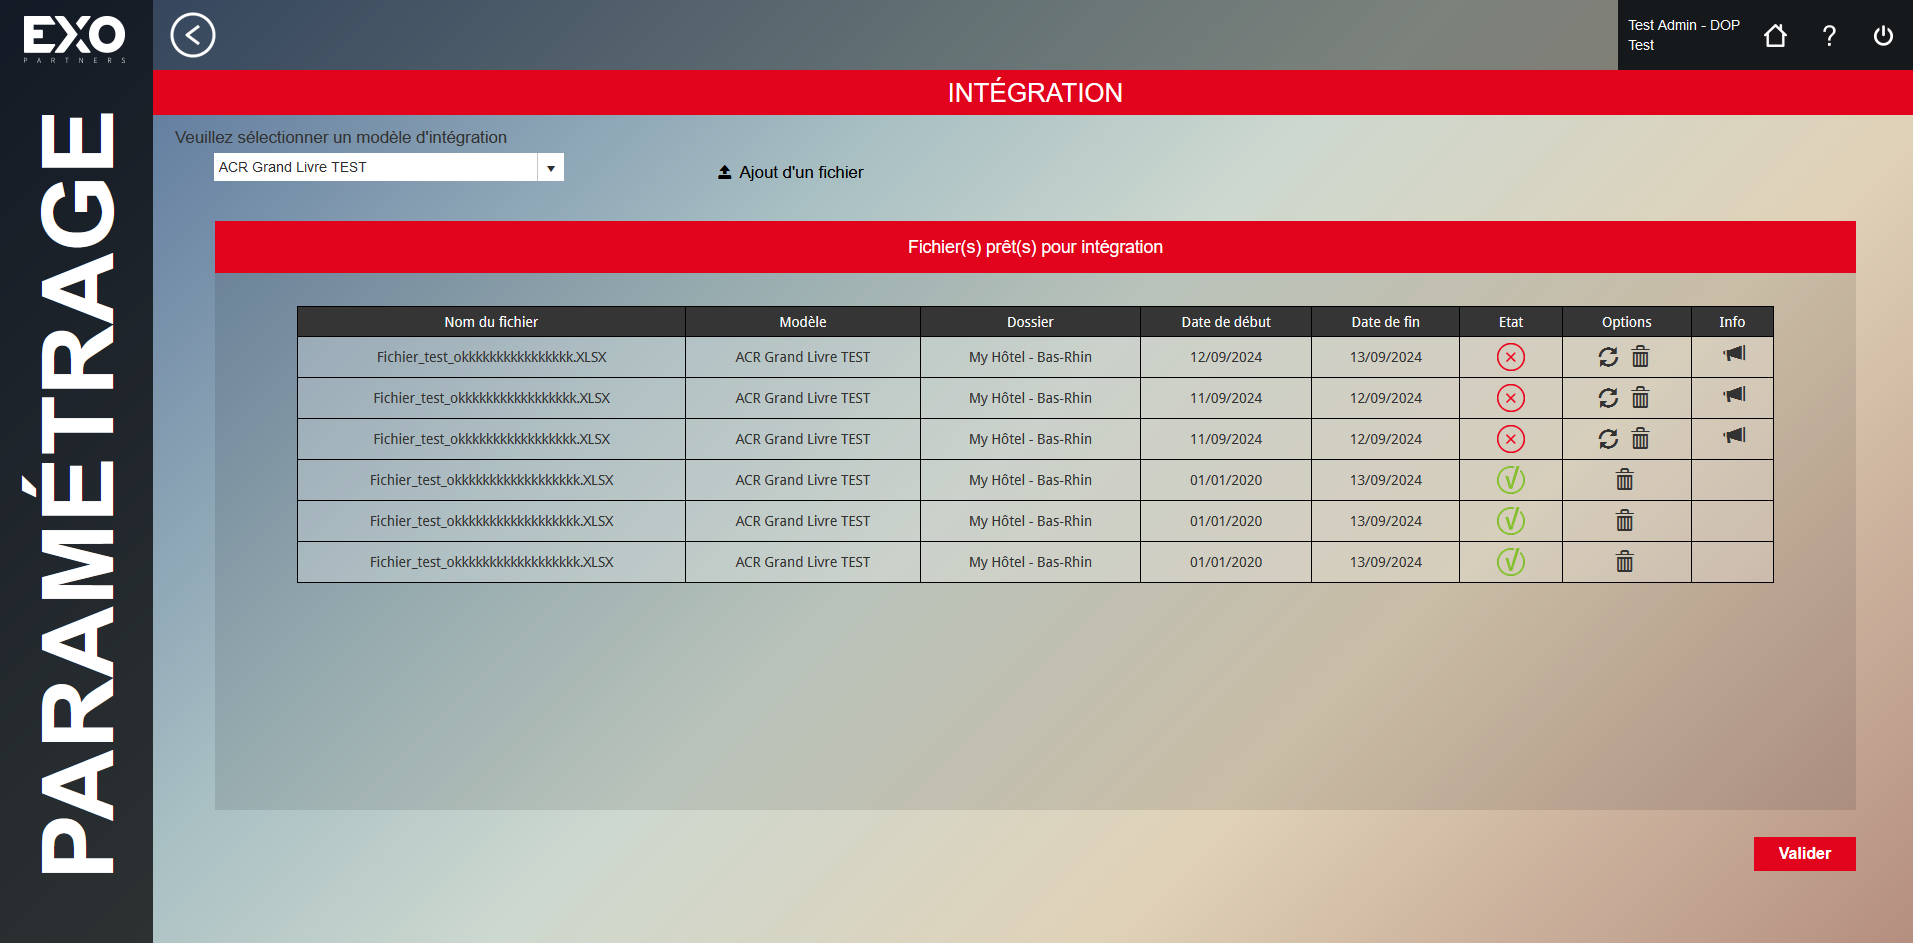 EXO
PARTNERS
Test Admin - DOP
Test
?
PARAMÉTRAGE
INTÉGRATION
Veuillez sélectionner un modèle d'intégration
ACR Grand Livre TEST
Ajout d'un fichier
Fichier(s) prêt(s) pour intégration
Nom du fichier Modèle Dossier Date de début Date de fin Etat Options Info
Fichier_test_okkkkkkkkkkkkkkkk.XLSX ACR Grand Livre TEST My Hôtel - Bas-Rhin 12/09/2024 13/09/2024
Fichier_test_okkkkkkkkkkkkkkkkk.XLSX ACR Grand Livre TEST My Hôtel - Bas-Rhin 11/09/2024 12/09/2024
Fichier_test_okkkkkkkkkkkkkkkkk.XLSX ACR Grand Livre TEST My Hôtel - Bas-Rhin 11/09/2024 12/09/2024
Fichier_test_okkkkkkkkkkkkkkkkkk.XLSX ACR Grand Livre TEST My Hôtel - Bas-Rhin 01/01/2020 13/09/2024
Fichier_test_okkkkkkkkkkkkkkkkkk.XLSX ACR Grand Livre TEST My Hôtel - Bas-Rhin 01/01/2020 13/09/2024
Fichier_test_okkkkkkkkkkkkkkkkkk.XLSX ACR Grand Livre TEST My Hôtel - Bas-Rhin 01/01/2020 13/09/2024
Valider